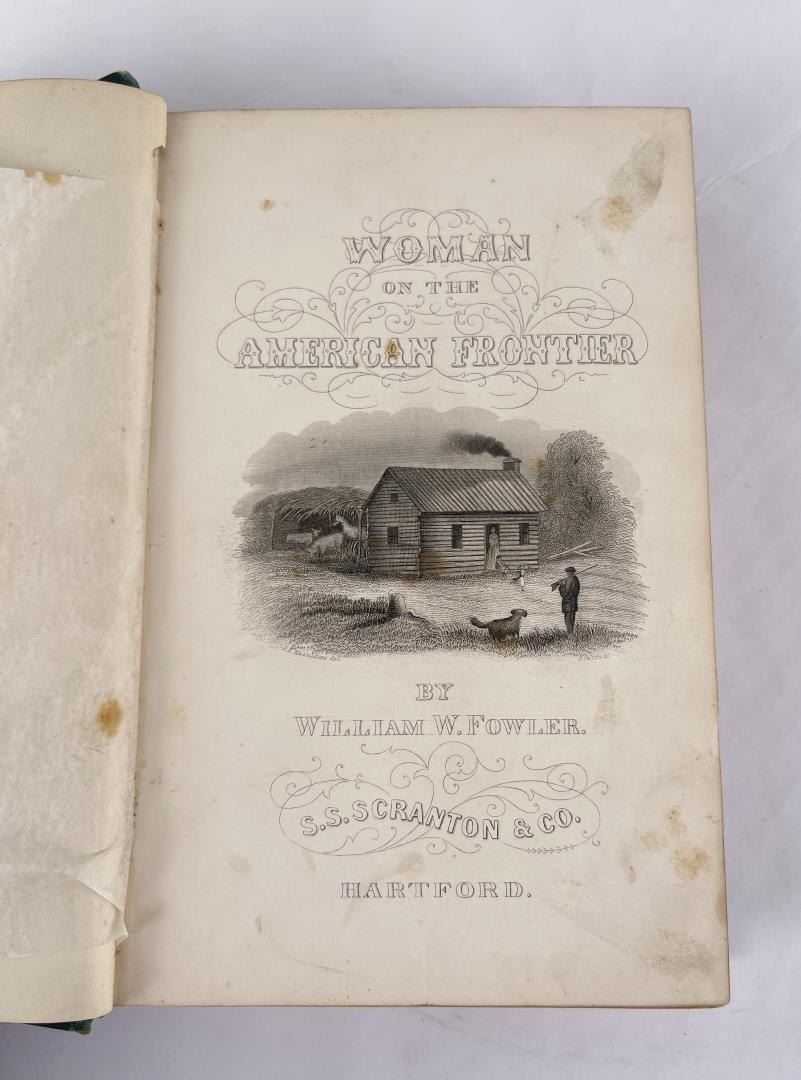 WOMAN
ON THE
AMERICAN FRONTIER
BY
WILLIAM W. FOWLER.
S.S. SCRANTON & CO.
HARTFORD.